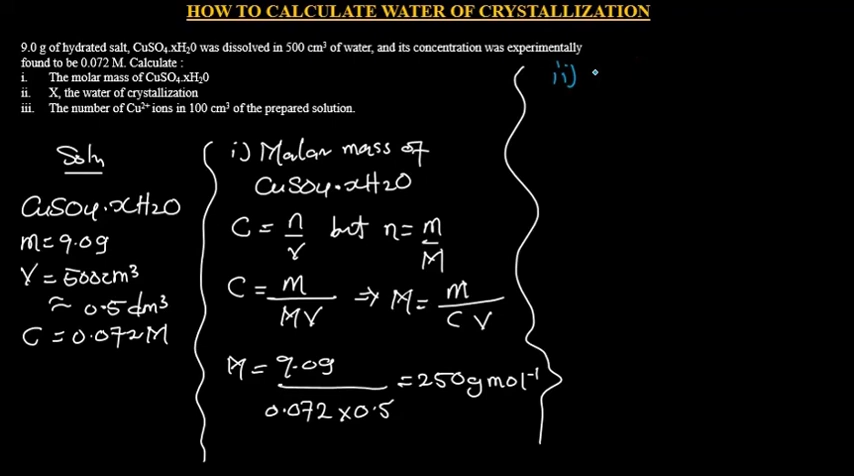 HOW TO CALCULATE WATER OF CRYSTALLIZATION
9.0 g of hydrated salt, CuSO₄.xH₂0 was dissolved in 500 cm³ of water, and its concentration was experimentally
found to be 0.072 M. Calculate :
i. The molar mass of CuSO₄.xH₂0
ii. X, the water of crystallization
iii. The number of Cu²⁺ ions in 100 cm³ of the prepared solution.
Soln
CuSO4.xH2O
m=9.0g
V=500cm³
≈ 0.5dm³
C=0.072M
i) Molar mass of
CuSO4.xH2O
C = n/V but n = m/M
C = m/MV ⇒ M = m/CV
M = 9.0g/0.072×0.5 = 250gmol⁻¹
ii)